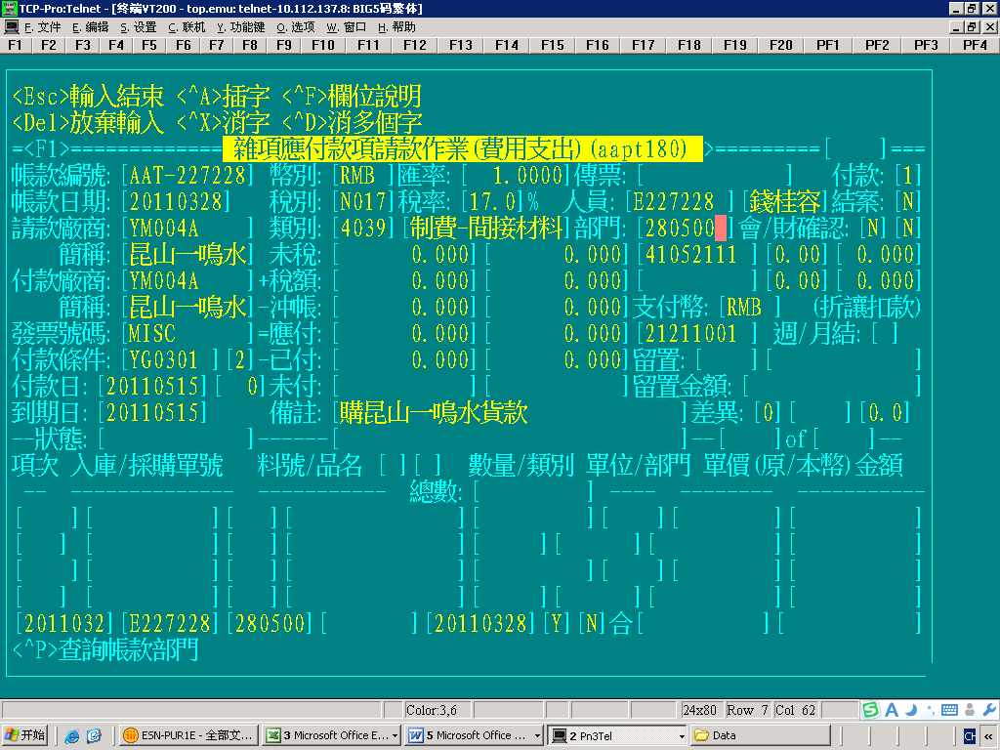 TCP-Pro:Telnet - [终端VT200 - top.emu: telnet-10.112.137.8: BIG5码繁体]
F. 文件 E. 编辑 S. 设置 C. 联机 Y. 功能键 O. 选项 W. 窗口 H. 帮助
F1 F2 F3 F4 F5 F6 F7 F8 F9 F10 F11 F12 F13 F14 F15 F16 F17 F18 F19 F20 PF1 PF2 PF3 PF4
<Esc>輸入結束 <^A>插字 <^F>欄位說明
<Del>放棄輸入 <^X>消字 <^D>消多個字
=<F1>============= 雜項應付款項請款作業(費用支出)(aapt180) >=========[ ]===
帳款編號: [AAT-227228] 幣別: [RMB ]匯率: [ 1.0000]傳票: [ ] 付款: [1]
帳款日期: [20110328] 稅別: [N017]稅率: [17.0]% 人員: [E227228 ] [錢桂容]結案: [N]
請款廠商: [YM004A ] 類別: [4039] [制費-間接材料]部門: [280500 ]會/財確認: [N] [N]
簡稱: [昆山一鳴水] 未稅: [ 0.000] [ 0.000] [41052111 ] [0.00] [ 0.000]
付款廠商: [YM004A ]+稅額: [ 0.000] [ 0.000] [ ] [0.00] [ 0.000]
簡稱: [昆山一鳴水]-沖帳: [ 0.000] [ 0.000]支付幣: [RMB ] (折讓扣款)
發票號碼: [MISC ]=應付: [ 0.000] [ 0.000] [21211001 ] 週/月結: [ ]
付款條件: [YG0301 ] [2]-已付: [ 0.000] [ 0.000]留置: [ ] [ ]
付款日: [20110515] [ 0]未付: [ ] [ ]留置金額: [ ]
到期日: [20110515] 備註: [購昆山一鳴水貨款 ]差異: [0] [ ] [0.0]
--狀態: [ ]------[ ]--[ ]of[ ]--
項次 入庫/採購單號 料號/品名 [ ] [ ] 數量/類別 單位/部門 單價(原/本幣)金額
-- -------------- ----------- 總數: [ ] ---- -------- -----------
[ ] [ ] [ ] [ ] [ ] [ ] [ ] [ ]
[ ] [ ] [ ] [ ] [ ] [ ] [ ] [ ]
[ ] [ ] [ ] [ ] [ ] [ ] [ ] [ ]
[ ] [ ] [ ] [ ] [ ] [ ] [ ] [ ]
[2011032] [E227228] [280500] [ ] [20110328] [Y] [N]合[ ] [ ]
<^P>查詢帳款部門
Color:3,6 24x80 Row 7 Col 62
开始 ESN-PUR1E - 全部文... 3 Microsoft Office E... 5 Microsoft Office ... 2 Pn3Tel Data CH «